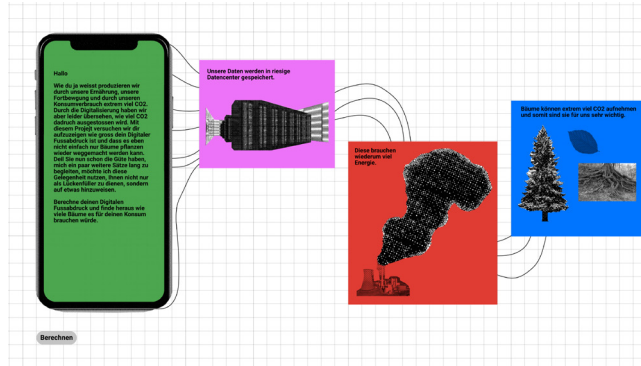 Hallo
Wie du ja weisst produzieren wir
durch unsere Ernährung, unsere
Fortbewgung und durch unseren
Konsumverbrauch extrem viel CO2.
Durch die Digitalisierung haben wir
aber leider übersehen, wie viel CO2
dadruch ausgestossen wird. Mit
diesem Projejt versuchen wir dir
aufzuzeigen wie gross dein Digitaler
Fussabdruck ist und dass es eben
nicht einfach nur Bäume pflanzen
wieder wggemacht werden kann.
Dell Sie nun schon die Güte haben,
mich ein paar weitere Sätze lang zu
begleiten, möchte ich diese
Gelegenheit nutzen, Ihnen nicht nur
als Lückenfüller zu dienen, sondern
auf etwas hinzuweisen.
Berechne deinen Digitalen
Fussabdruck und finde heraus wie
viele Bäume es für deinen Konsum
brauchen würde.
Berechnen
Unsere Daten werden in riesige
Datencenter gespeichert.
Diese brauchen
wiederum viel
Energie.
Bäume können extrem viel CO2 aufnehmen
und somit sind sie für uns sehr wichtig.